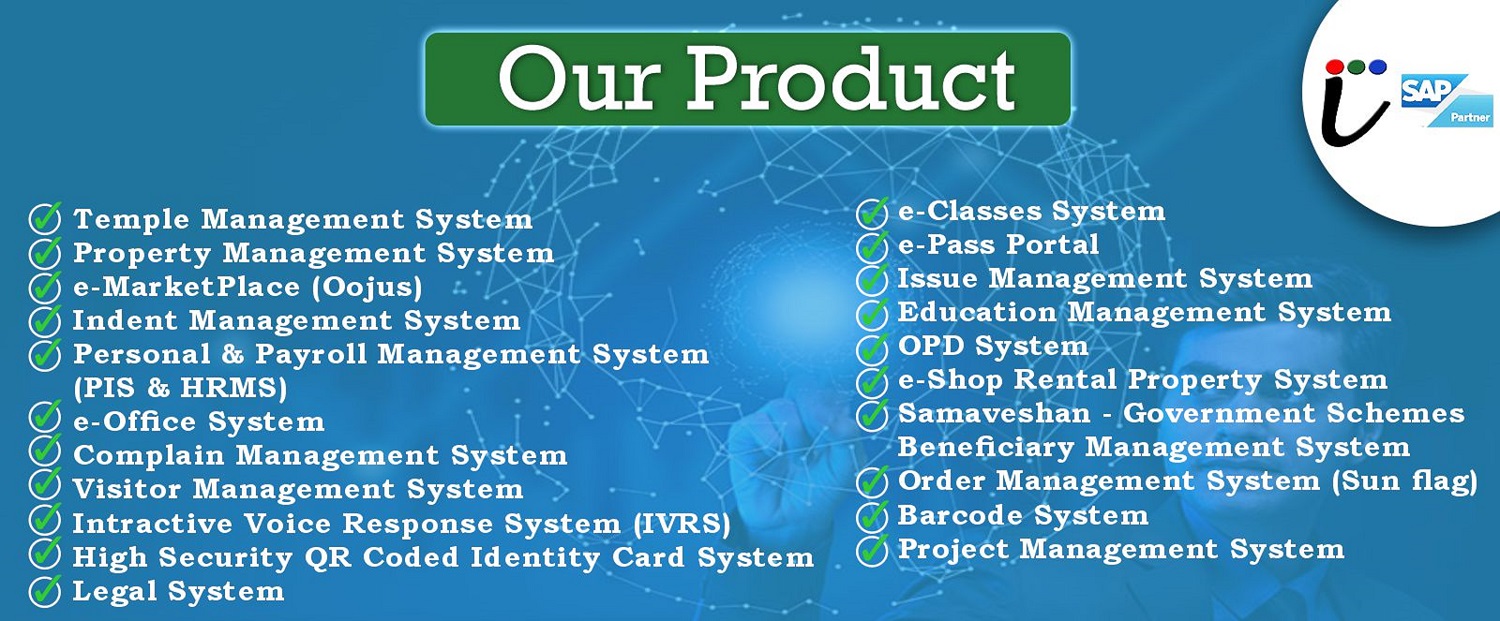 Our Product
SAP
Partner
Temple Management System
Property Management System
e-MarketPlace (Oojus)
Indent Management System
Personal & Payroll Management System
(PIS & HRMS)
e-Office System
Complain Management System
Visitor Management System
Intractive Voice Response System (IVRS)
High Security QR Coded Identity Card System
Legal System
e-Classes System
e-Pass Portal
Issue Management System
Education Management System
OPD System
e-Shop Rental Property System
Samaveshan - Government Schemes
Beneficiary Management System
Order Management System (Sun flag)
Barcode System
Project Management System